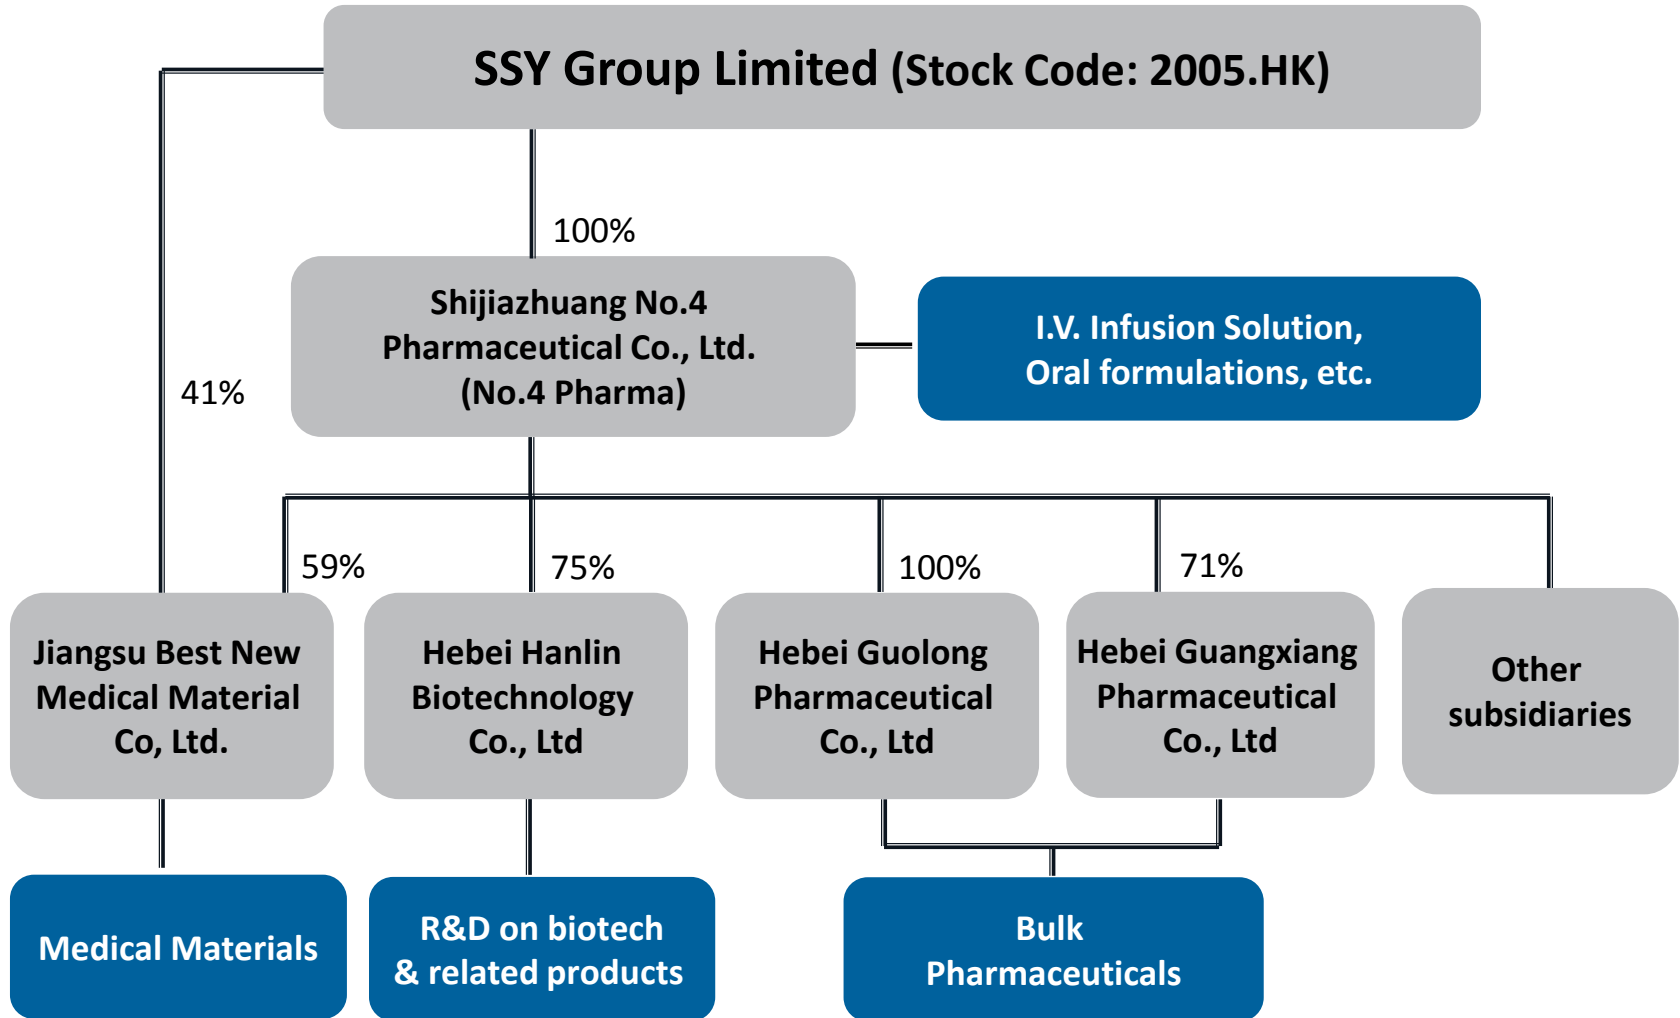 SSY Group Limited (Stock Code: 2005.HK)
100%
Shijiazhuang No.4
Pharmaceutical Co., Ltd.
(No.4 Pharma)
I.V. Infusion Solution,
Oral formulations, etc.
41%
59%
75%
100%
71%
Jiangsu Best New
Medical Material
Co, Ltd.
Hebei Hanlin
Biotechnology
Co., Ltd
Hebei Guolong
Pharmaceutical
Co., Ltd
Hebei Guangxiang
Pharmaceutical
Co., Ltd
Other
subsidiaries
Medical Materials
R&D on biotech
& related products
Bulk
Pharmaceuticals